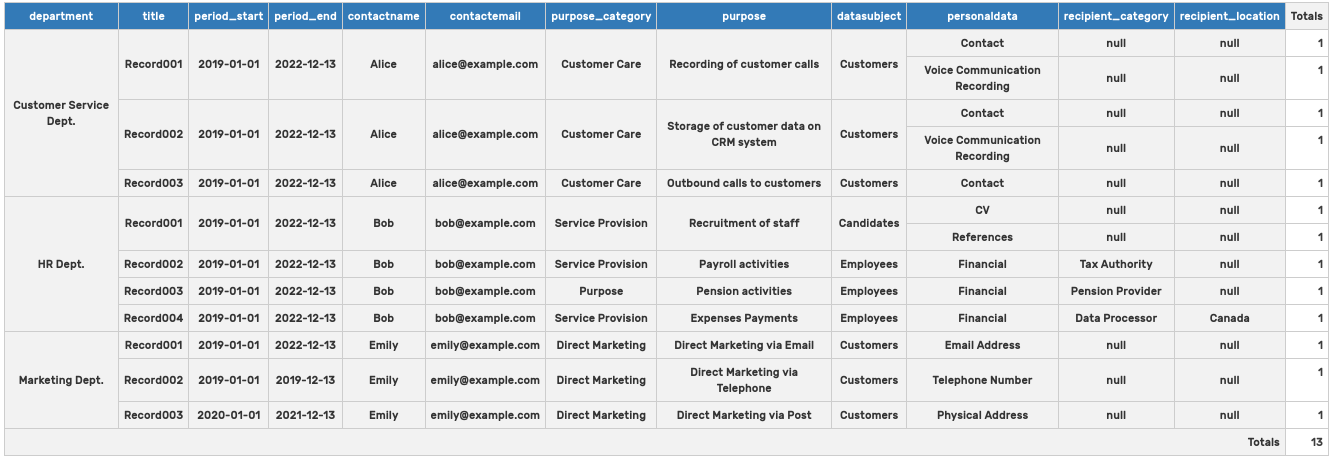 department title period_start period_end contactname contactemail purpose_category purpose datasubject personaldata recipient_category recipient_location Totals
Customer Service Dept. Record001 2019-01-01 2022-12-13 Alice alice@example.com Customer Care Recording of customer calls Customers Contact null null 1
Voice Communication Recording null null 1
Record002 2019-01-01 2022-12-13 Alice alice@example.com Customer Care Storage of customer data on CRM system Customers Contact null null 1
Voice Communication Recording null null 1
Record003 2019-01-01 2022-12-13 Alice alice@example.com Customer Care Outbound calls to customers Customers Contact null null 1
HR Dept. Record001 2019-01-01 2022-12-13 Bob bob@example.com Service Provision Recruitment of staff Candidates CV null null 1
References null null 1
Record002 2019-01-01 2022-12-13 Bob bob@example.com Service Provision Payroll activities Employees Financial Tax Authority null 1
Record003 2019-01-01 2022-12-13 Bob bob@example.com Purpose Pension activities Employees Financial Pension Provider null 1
Record004 2019-01-01 2022-12-13 Bob bob@example.com Service Provision Expenses Payments Employees Financial Data Processor Canada 1
Marketing Dept. Record001 2019-01-01 2022-12-13 Emily emily@example.com Direct Marketing Direct Marketing via Email Customers Email Address null null 1
Record002 2019-01-01 2019-12-13 Emily emily@example.com Direct Marketing Direct Marketing via Telephone Customers Telephone Number null null 1
Record003 2020-01-01 2021-12-13 Emily emily@example.com Direct Marketing Direct Marketing via Post Customers Physical Address null null 1
Totals 13